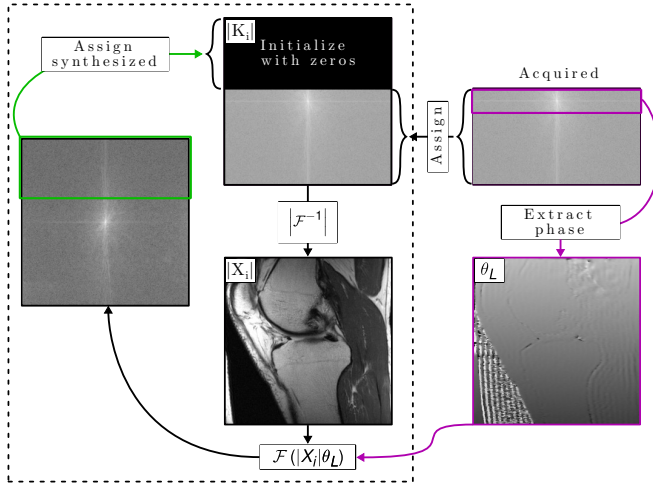 Assign
synthesized
|K_i|
Initialize
with zeros
Acquired
Assign
|F^{-1}|
Extract
phase
|X_i|
θ_L
F(|X_i|θ_L)